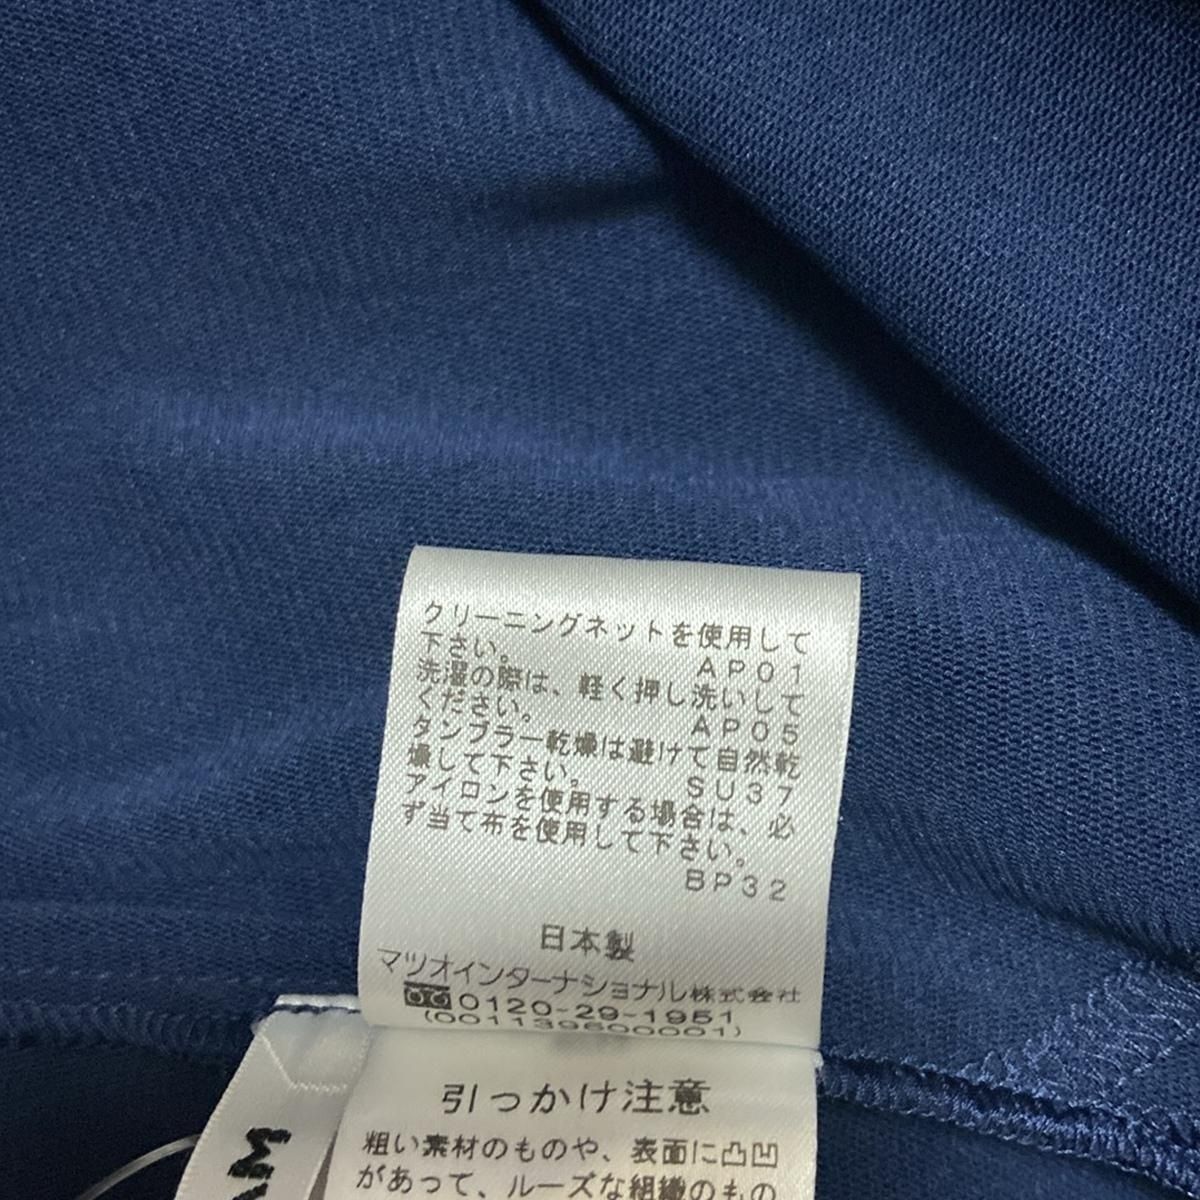 クリーニングネットを使用して
下さい。 AP01
洗濯の際は、軽く押し洗いして
ください。 AP05
タンブラー乾燥は避けて自然乾
燥して下さい。 SU37
アイロンを使用する場合は、必
ず当て布を使用して下さい。
BP32
日本製
マツオインターナショナル株式会社
0120-29-1951
(001139600001)
引っかけ注意
粗い素材のものや、表面に凸凹
があって、ルーズな組織のもの
M